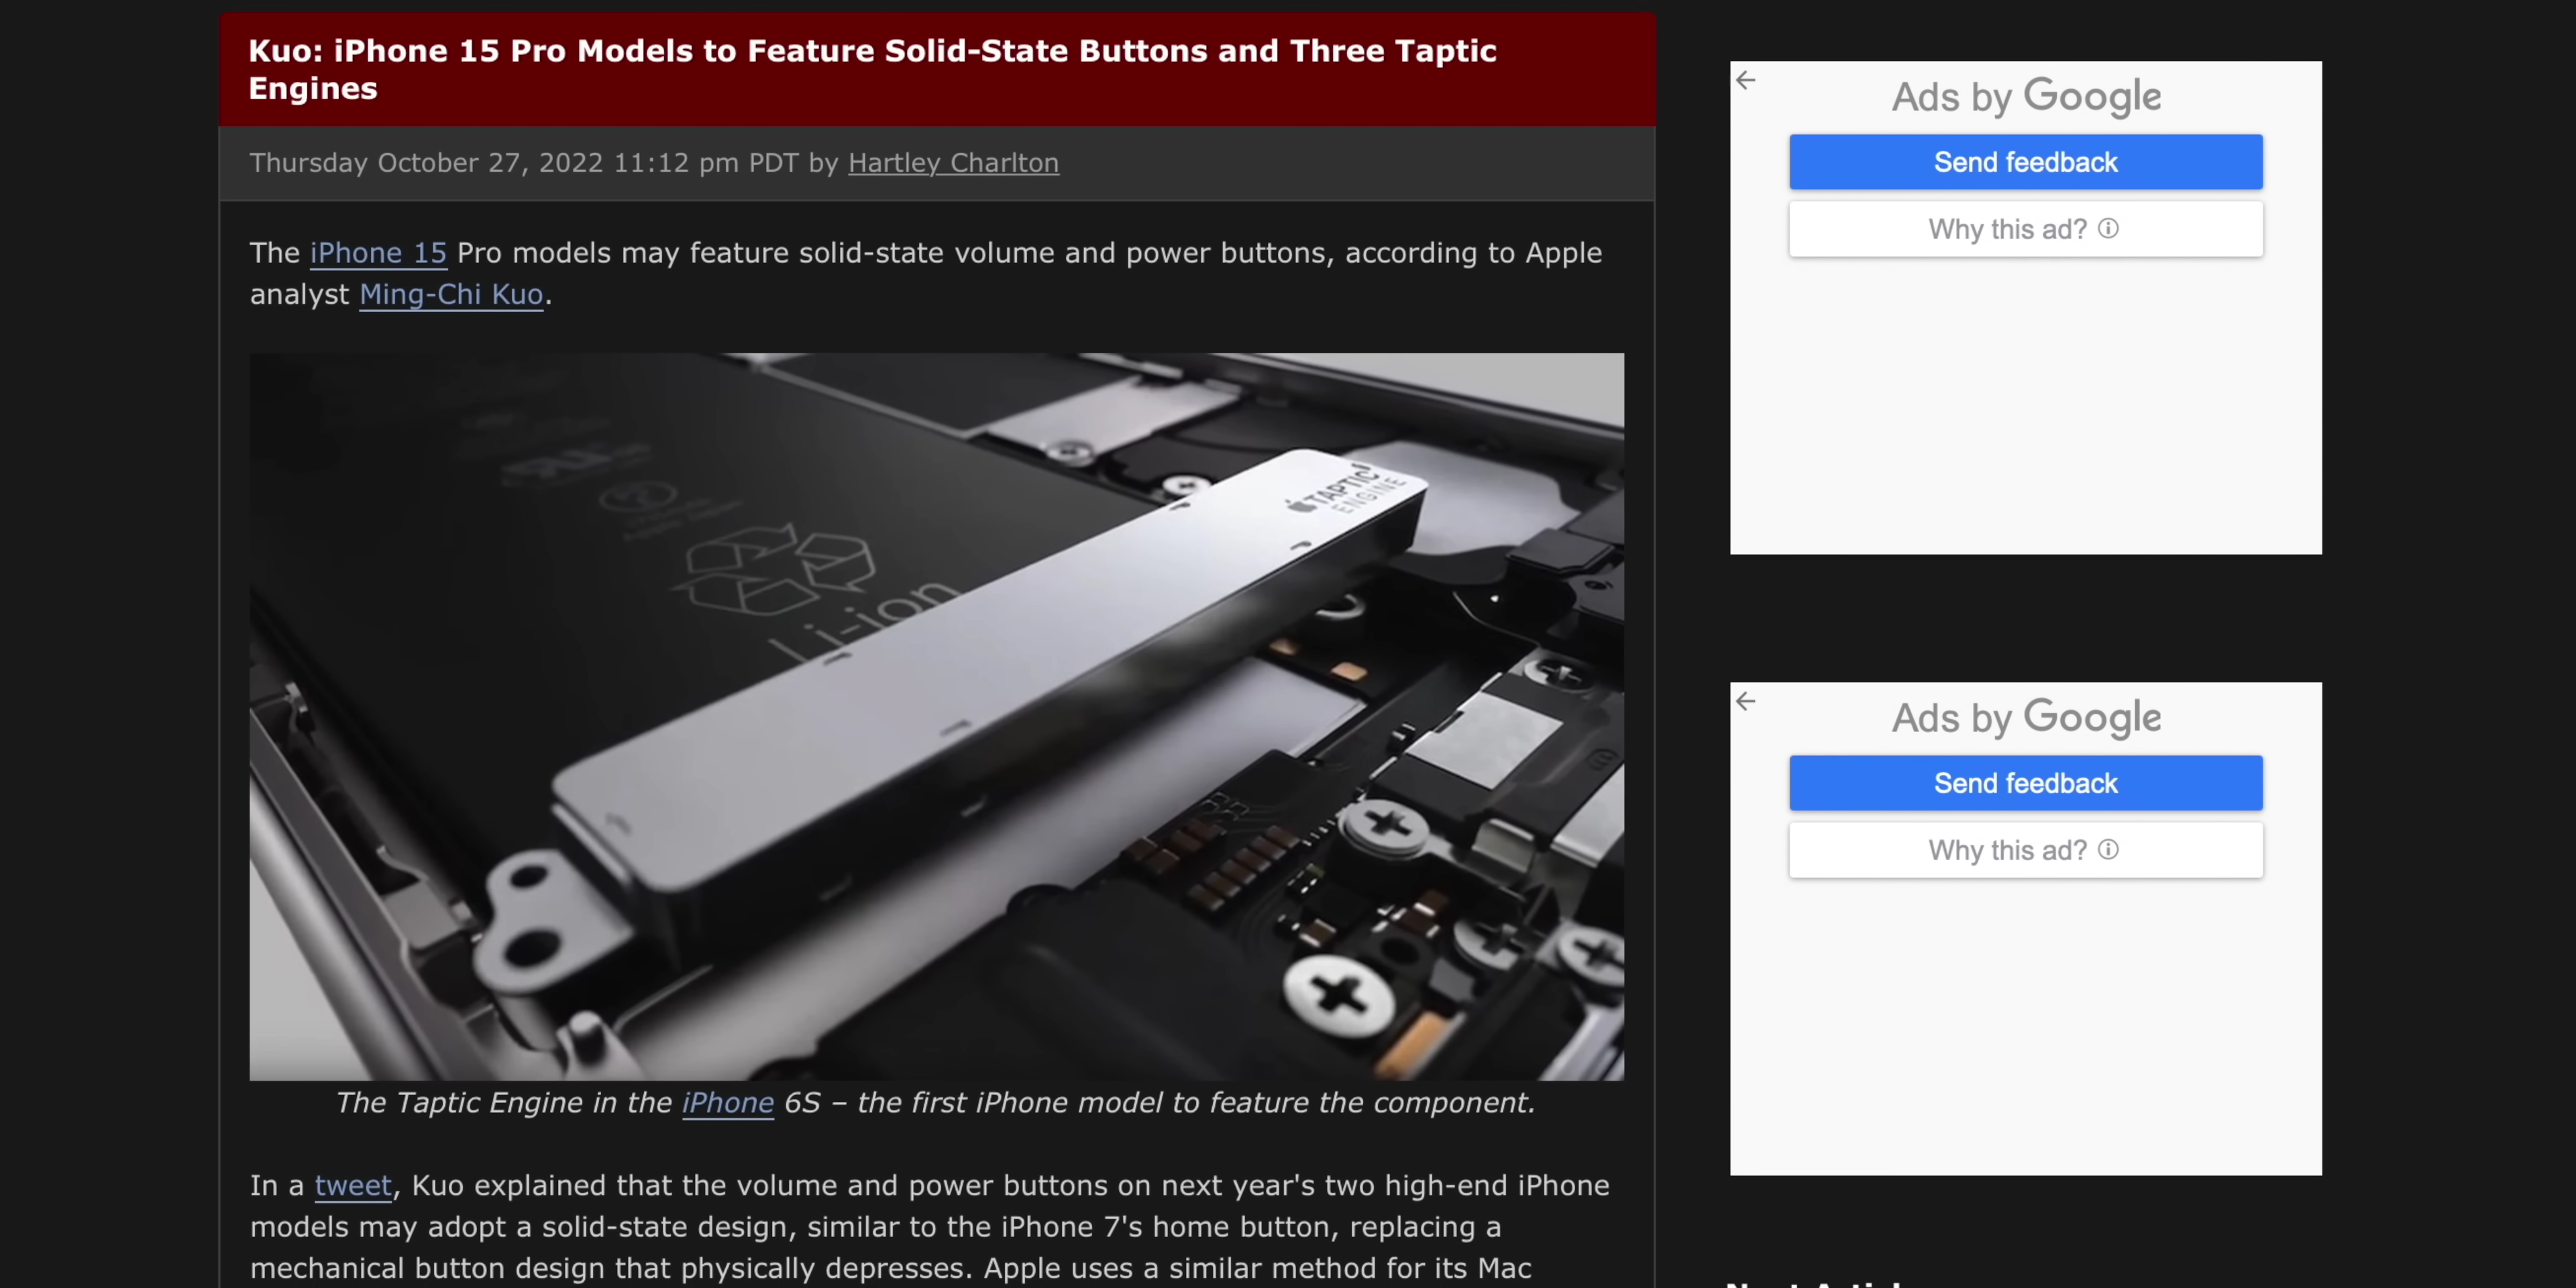 Kuo: iPhone 15 Pro Models to Feature Solid-State Buttons and Three Taptic
Engines
Thursday October 27, 2022 11:12 pm PDT by Hartley Charlton
The iPhone 15 Pro models may feature solid-state volume and power buttons, according to Apple
analyst Ming-Chi Kuo.
TAPTIC
ENGINE
Li-ion
The Taptic Engine in the iPhone 6S – the first iPhone model to feature the component.
In a tweet, Kuo explained that the volume and power buttons on next year's two high-end iPhone
models may adopt a solid-state design, similar to the iPhone 7's home button, replacing a
mechanical button design that physically depresses. Apple uses a similar method for its Mac
Ads by Google
Send feedback
Why this ad?
Ads by Google
Send feedback
Why this ad?